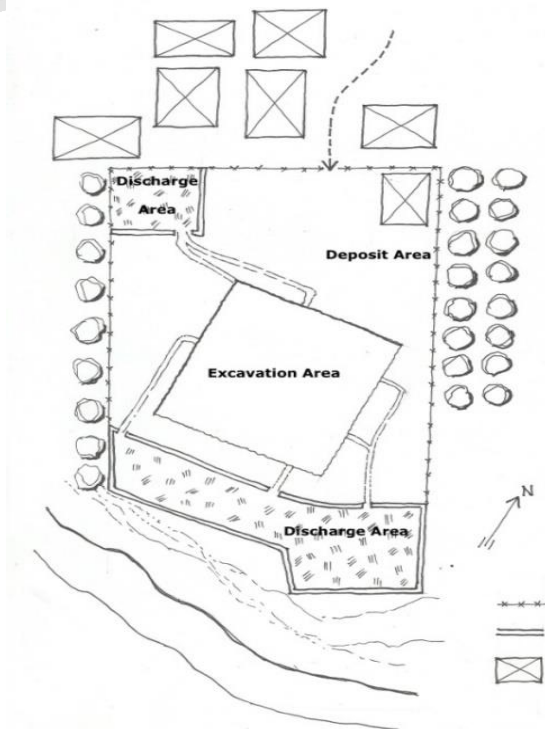 Discharge
Area
Deposit Area
Excavation Area
Discharge Area
N